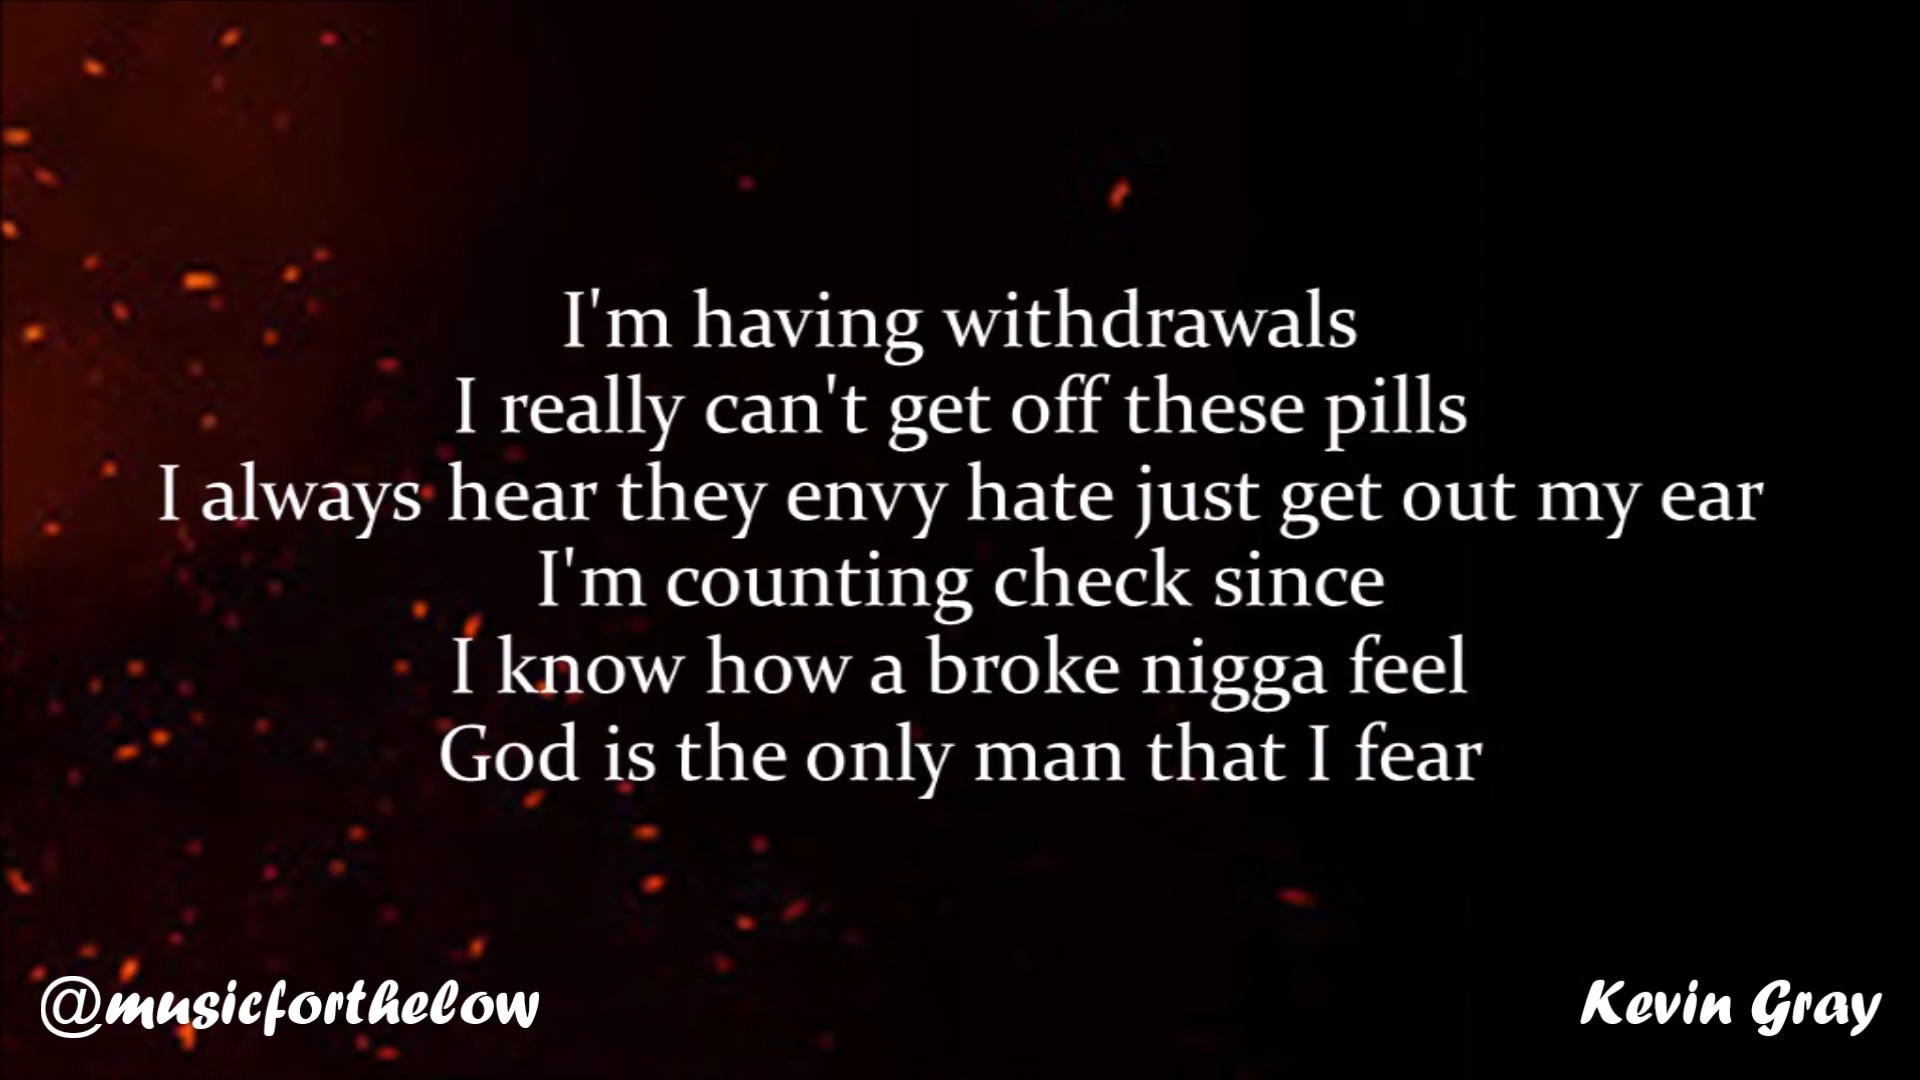 I'm having withdrawals
I really can't get off these pills
I always hear they envy hate just get out my ear
I'm counting check since
I know how a broke nigga feel
God is the only man that I fear
@musicforthelow
Kevin Gray